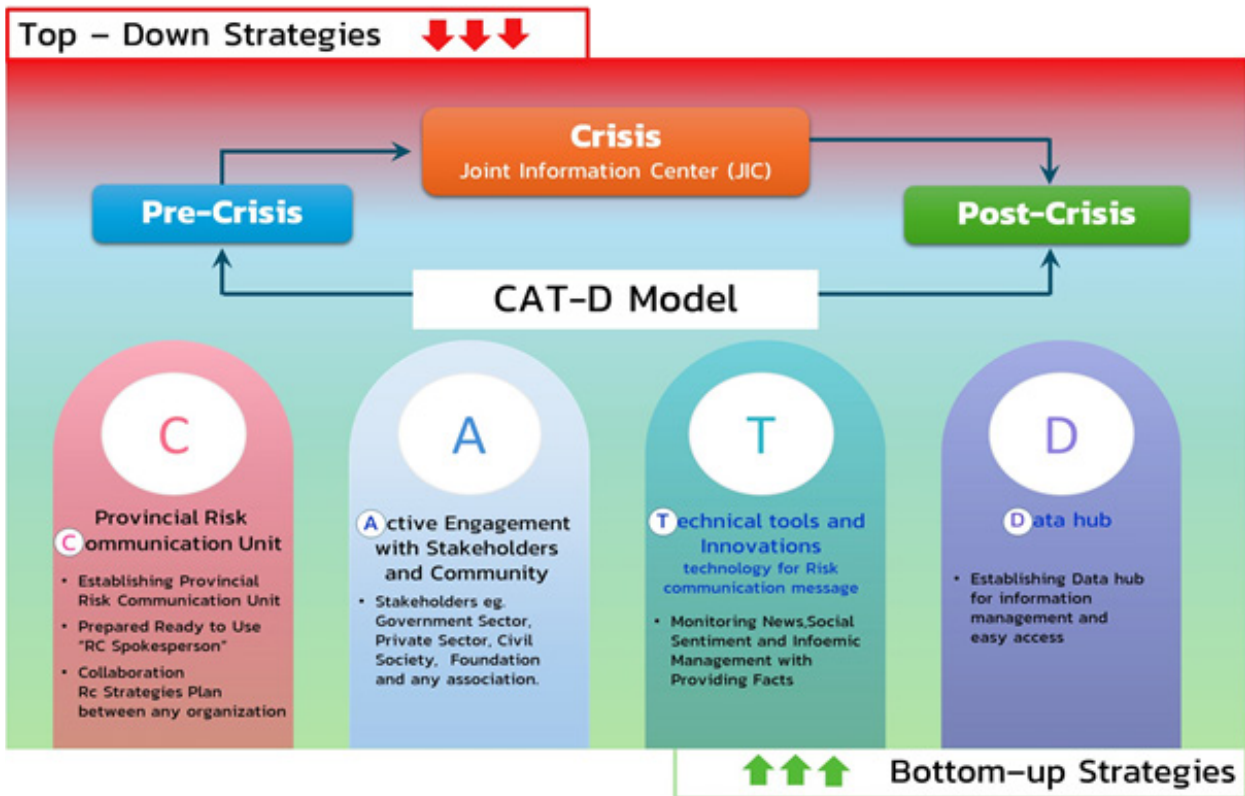 Top – Down Strategies
Crisis
Joint Information Center (JIC)
Pre-Crisis
Post-Crisis
CAT-D Model
C
Provincial Risk
Communication Unit
• Establishing Provincial
Risk Communication Unit
• Prepared Ready to Use
"RC Spokesperson"
• Collaboration
Rc Strategies Plan
between any organization
A
Active Engagement
with Stakeholders
and Community
• Stakeholders eg.
Government Sector,
Private Sector, Civil
Society, Foundation
and any association.
T
Technical tools and
Innovations
technology for Risk
communication message
• Monitoring News,Social
Sentiment and Infoemic
Management with
Providing Facts
D
Data hub
• Establishing Data hub
for information
management and
easy access
Bottom-up Strategies